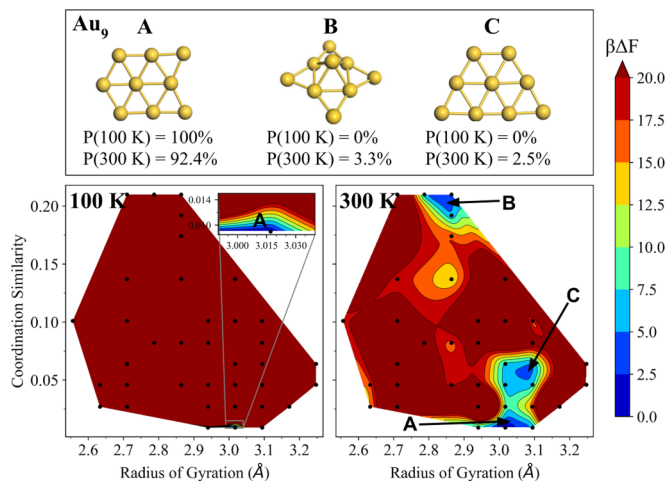 Au₉ A B C
P(100 K) = 100% P(100 K) = 0% P(100 K) = 0%
P(300 K) = 92.4% P(300 K) = 3.3% P(300 K) = 2.5%
βΔF
20.0
17.5
15.0
12.5
10.0
7.5
5.0
2.5
0.0
Coordination Similarity
0.20
0.15
0.10
0.05
100 K
0.014
0.010
A
3.000 3.015 3.030
2.6 2.7 2.8 2.9 3.0 3.1 3.2
Radius of Gyration (Å)
300 K
B
C
A
2.6 2.7 2.8 2.9 3.0 3.1 3.2
Radius of Gyration (Å)